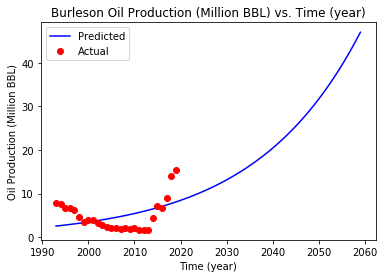 Burleson Oil Production (Million BBL) vs. Time (year)
Predicted
Actual
Oil Production (Million BBL)
40
30
20
10
0
1990 2000 2010 2020 2030 2040 2050 2060
Time (year)